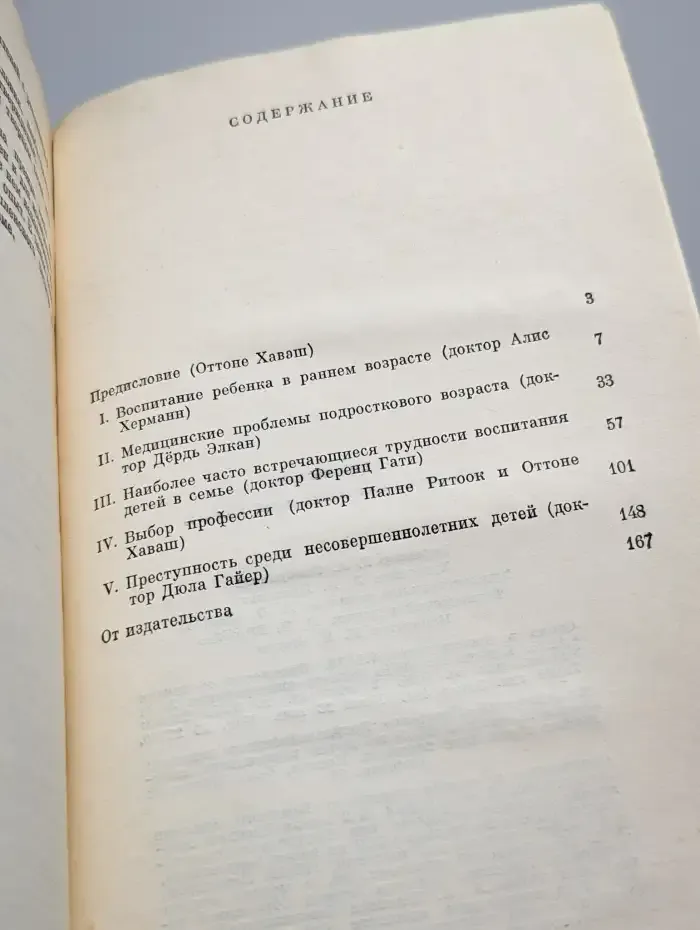 СОДЕРЖАНИЕ
Предисловие (Оттоне Хаваш) 3
I. Воспитание ребенка в раннем возрасте (доктор Алис
Херманн) 7
II. Медицинские проблемы подросткового возраста (док-
тор Дёрдь Элкан) 33
III. Наиболее часто встречающиеся трудности воспитания
детей в семье (доктор Ференц Гати) 57
IV. Выбор профессии (доктор Палне Ритоок и Оттоне
Хаваш) 101
V. Преступность среди несовершеннолетних детей (док-
тор Дюла Гайер) 148
От издательства 167